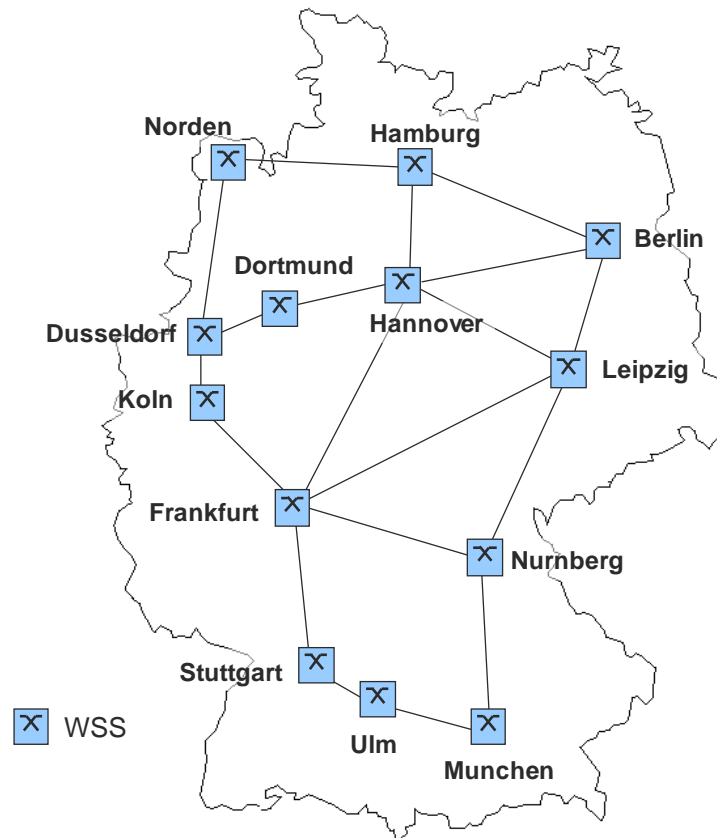 Norden
Hamburg
Berlin
Dortmund
Hannover
Dusseldorf
Leipzig
Koln
Frankfurt
Nurnberg
Stuttgart
WSS
Ulm
Munchen